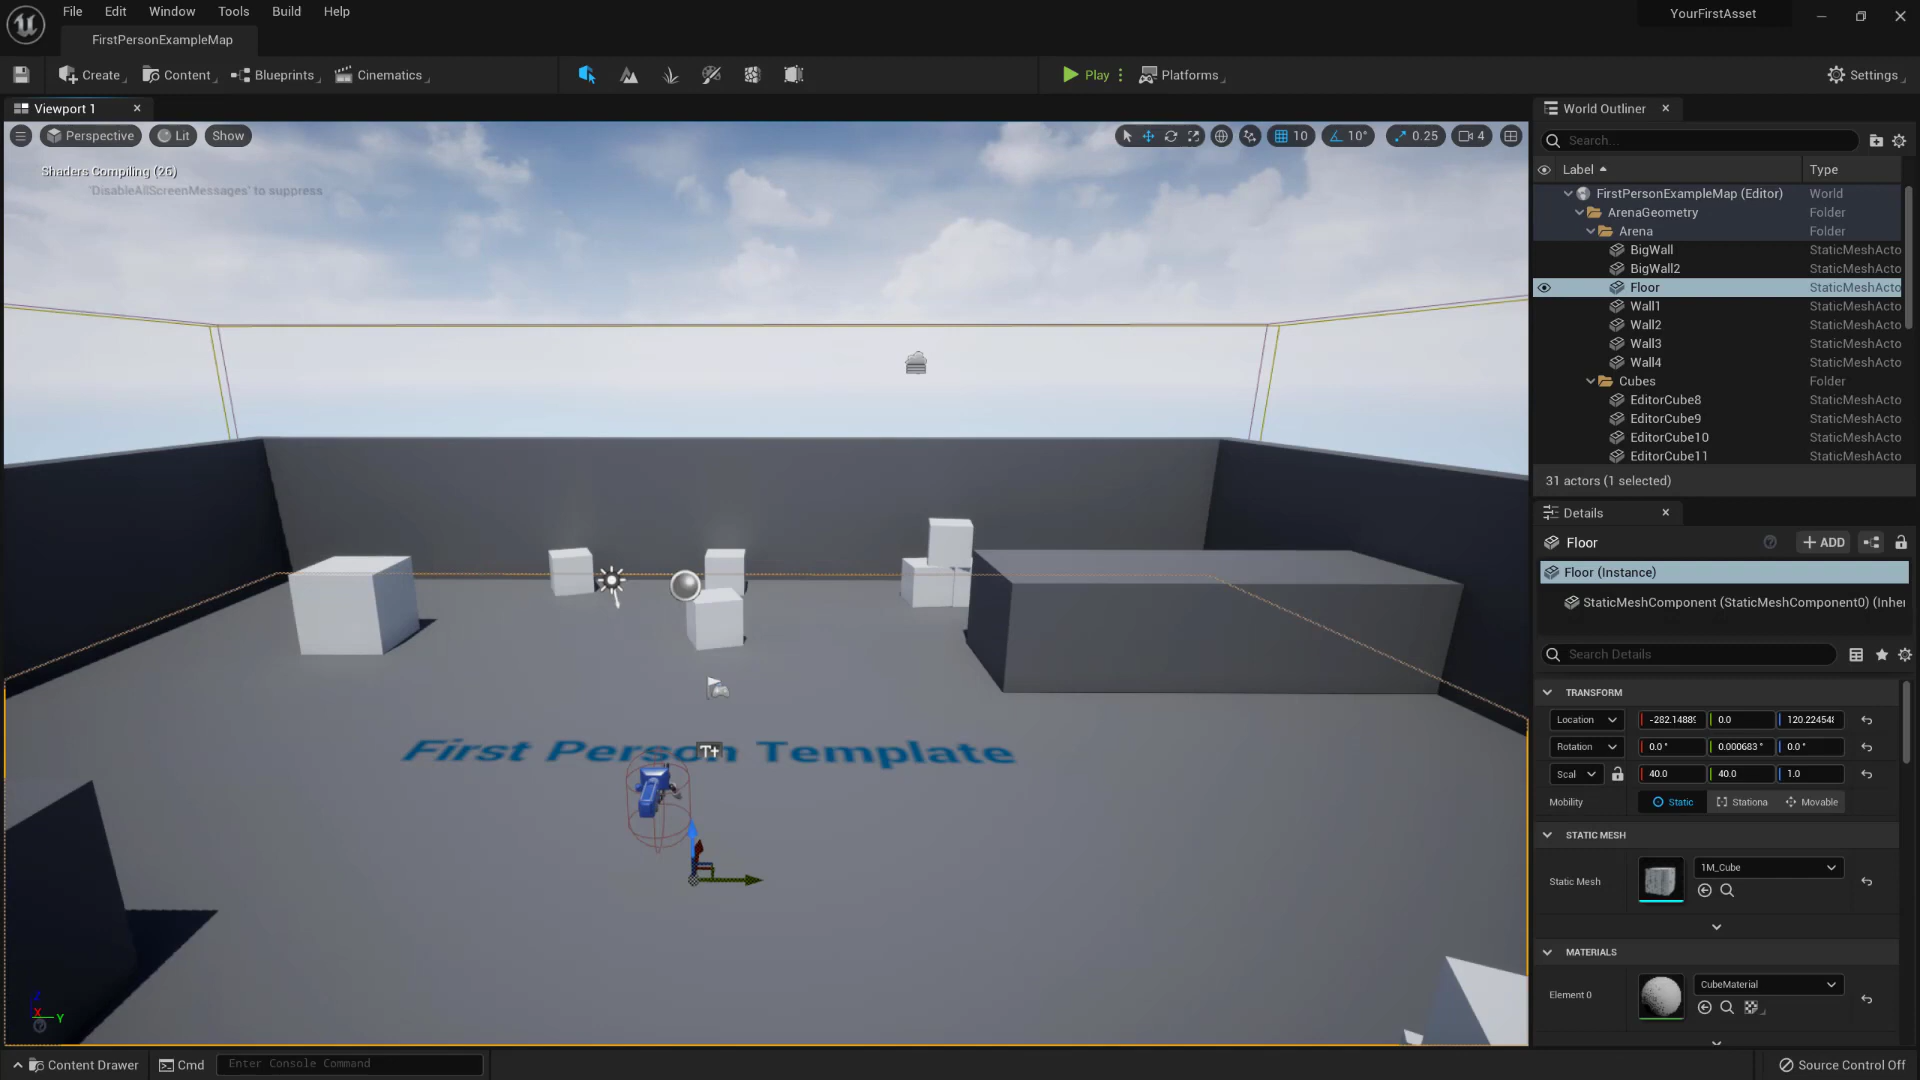 File Edit Window Tools Build Help
YourFirstAsset
FirstPersonExampleMap
Create Content Blueprints Cinematics Play Platforms Settings
Viewport 1
Perspective Lit Show
10 10° 0.25 4
Shaders Compiling (26)
'DisableAllScreenMessages' to suppress
First Person Template
Tt
Z
X
Y
World Outliner
Search...
Label Type
FirstPersonExampleMap (Editor) World
ArenaGeometry Folder
Arena Folder
BigWall StaticMeshActo
BigWall2 StaticMeshActo
Floor StaticMeshActo
Wall1 StaticMeshActo
Wall2 StaticMeshActo
Wall3 StaticMeshActo
Wall4 StaticMeshActo
Cubes Folder
EditorCube8 StaticMeshActo
EditorCube9 StaticMeshActo
EditorCube10 StaticMeshActo
EditorCube11 StaticMeshActo
31 actors (1 selected)
Details
Floor + ADD
Floor (Instance)
StaticMeshComponent (StaticMeshComponent0) (Inher
Search Details
TRANSFORM
Location -282.14889 0.0 120.224548
Rotation 0.0° 0.000683° 0.0°
Scal 40.0 40.0 1.0
Mobility Static Stationa Movable
STATIC MESH
Static Mesh 1M_Cube
MATERIALS
Element 0 CubeMaterial
Content Drawer Cmd Enter Console Command Source Control Off